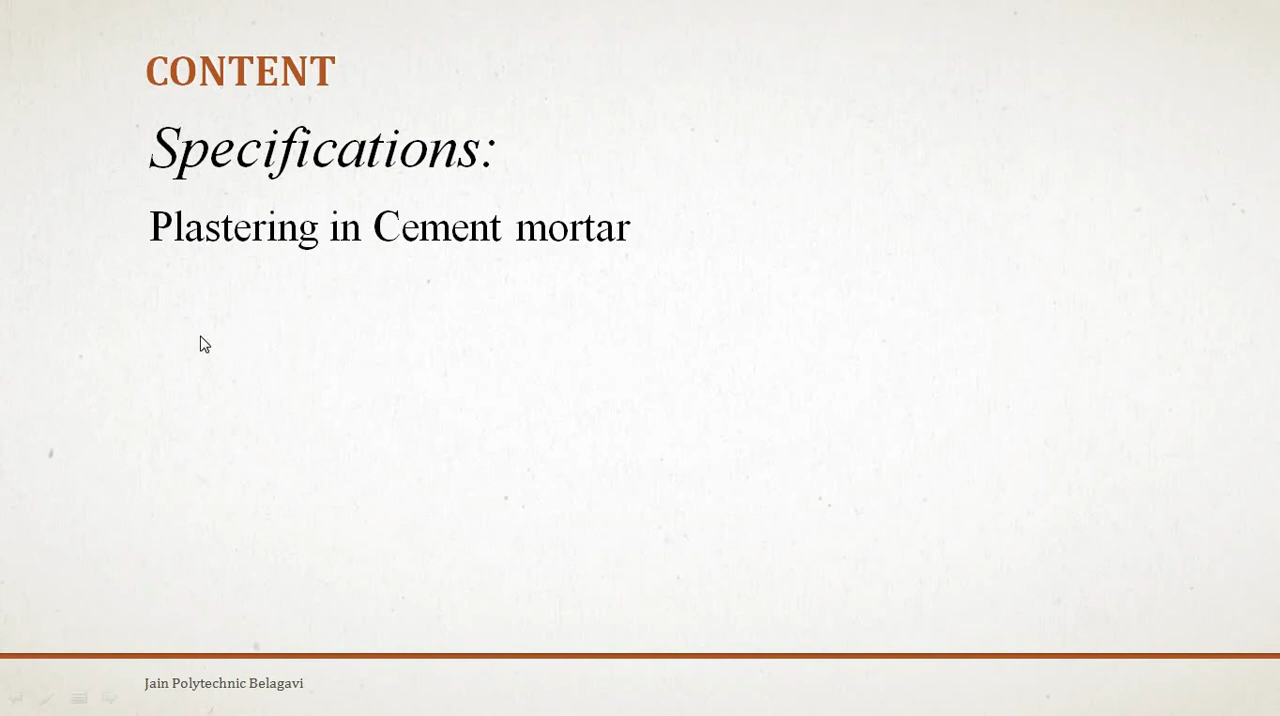 CONTENT
Specifications:
Plastering in Cement mortar
Jain Polytechnic Belagavi